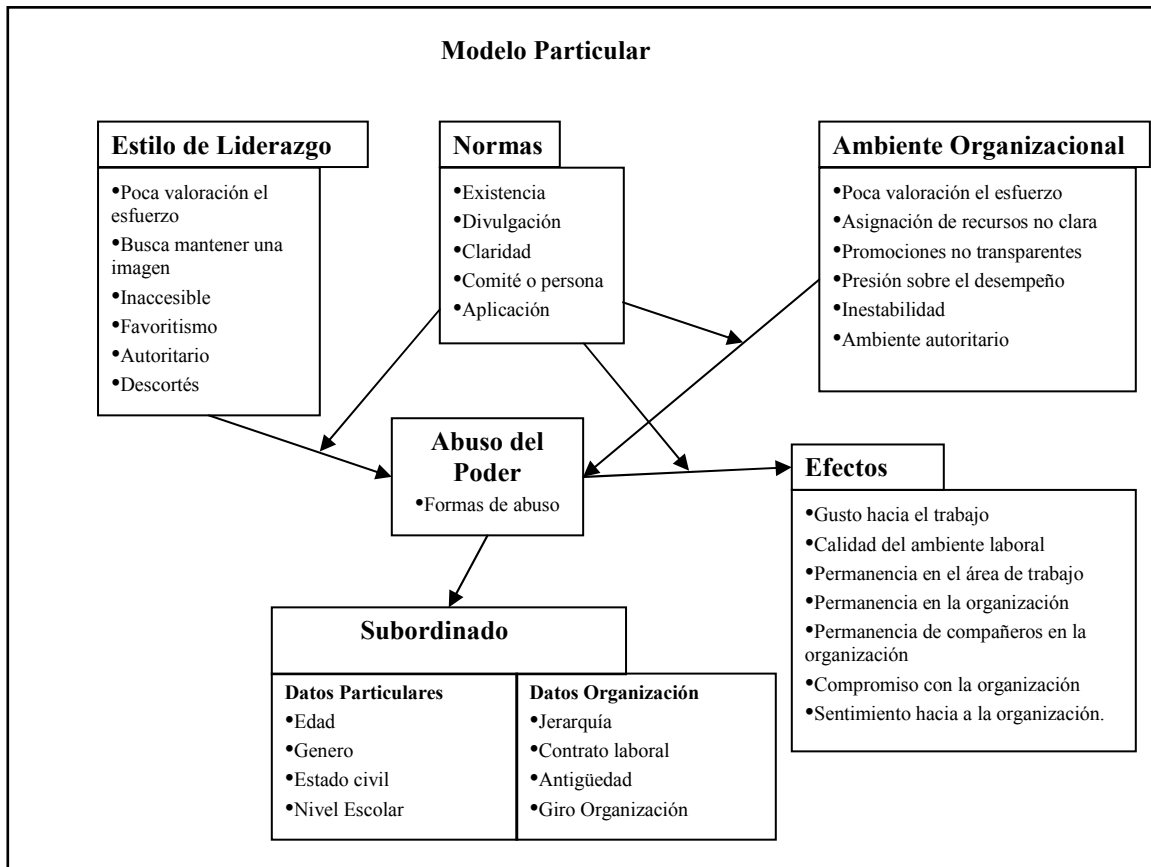 Modelo Particular
Estilo de Liderazgo
•Poca valoración el
esfuerzo
•Busca mantener una
imagen
•Inaccesible
•Favoritismo
•Autoritario
•Descortés
Normas
•Existencia
•Divulgación
•Claridad
•Comité o persona
•Aplicación
Ambiente Organizacional
•Poca valoración el esfuerzo
•Asignación de recursos no clara
•Promociones no transparentes
•Presión sobre el desempeño
•Inestabilidad
•Ambiente autoritario
Abuso del
Poder
•Formas de abuso
Efectos
•Gusto hacia el trabajo
•Calidad del ambiente laboral
•Permanencia en el área de trabajo
•Permanencia en la organización
•Permanencia de compañeros en la
organización
•Compromiso con la organización
•Sentimiento hacia a la organización.
Subordinado
Datos Particulares
•Edad
•Genero
•Estado civil
•Nivel Escolar
Datos Organización
•Jerarquía
•Contrato laboral
•Antigüedad
•Giro Organización